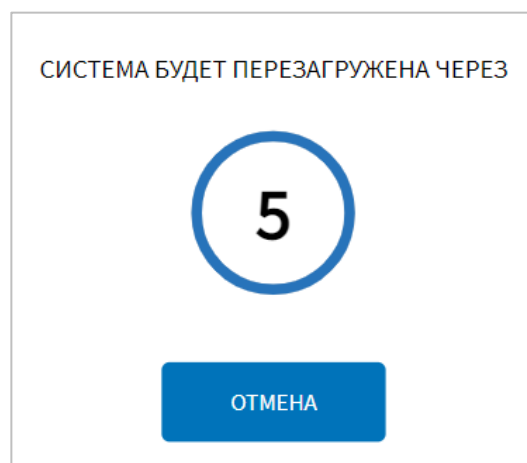 СИСТЕМА БУДЕТ ПЕРЕЗАГРУЖЕНА ЧЕРЕЗ
5
ОТМЕНА